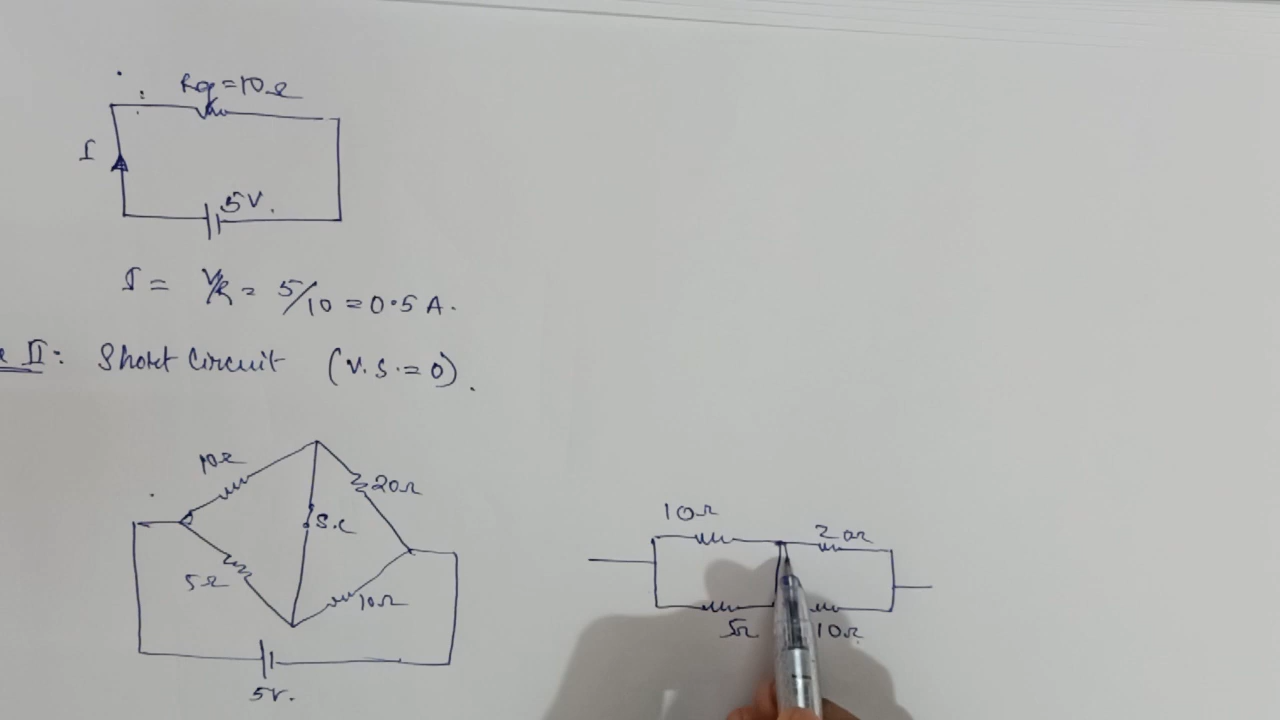 Req=10Ω
I
5V.
I = V/R = 5/10 = 0.5 A.
II: Short Circuit (V.S.=0).
10Ω
20Ω
S.C
5Ω
10Ω
5V.
10Ω
20Ω
5Ω
10Ω